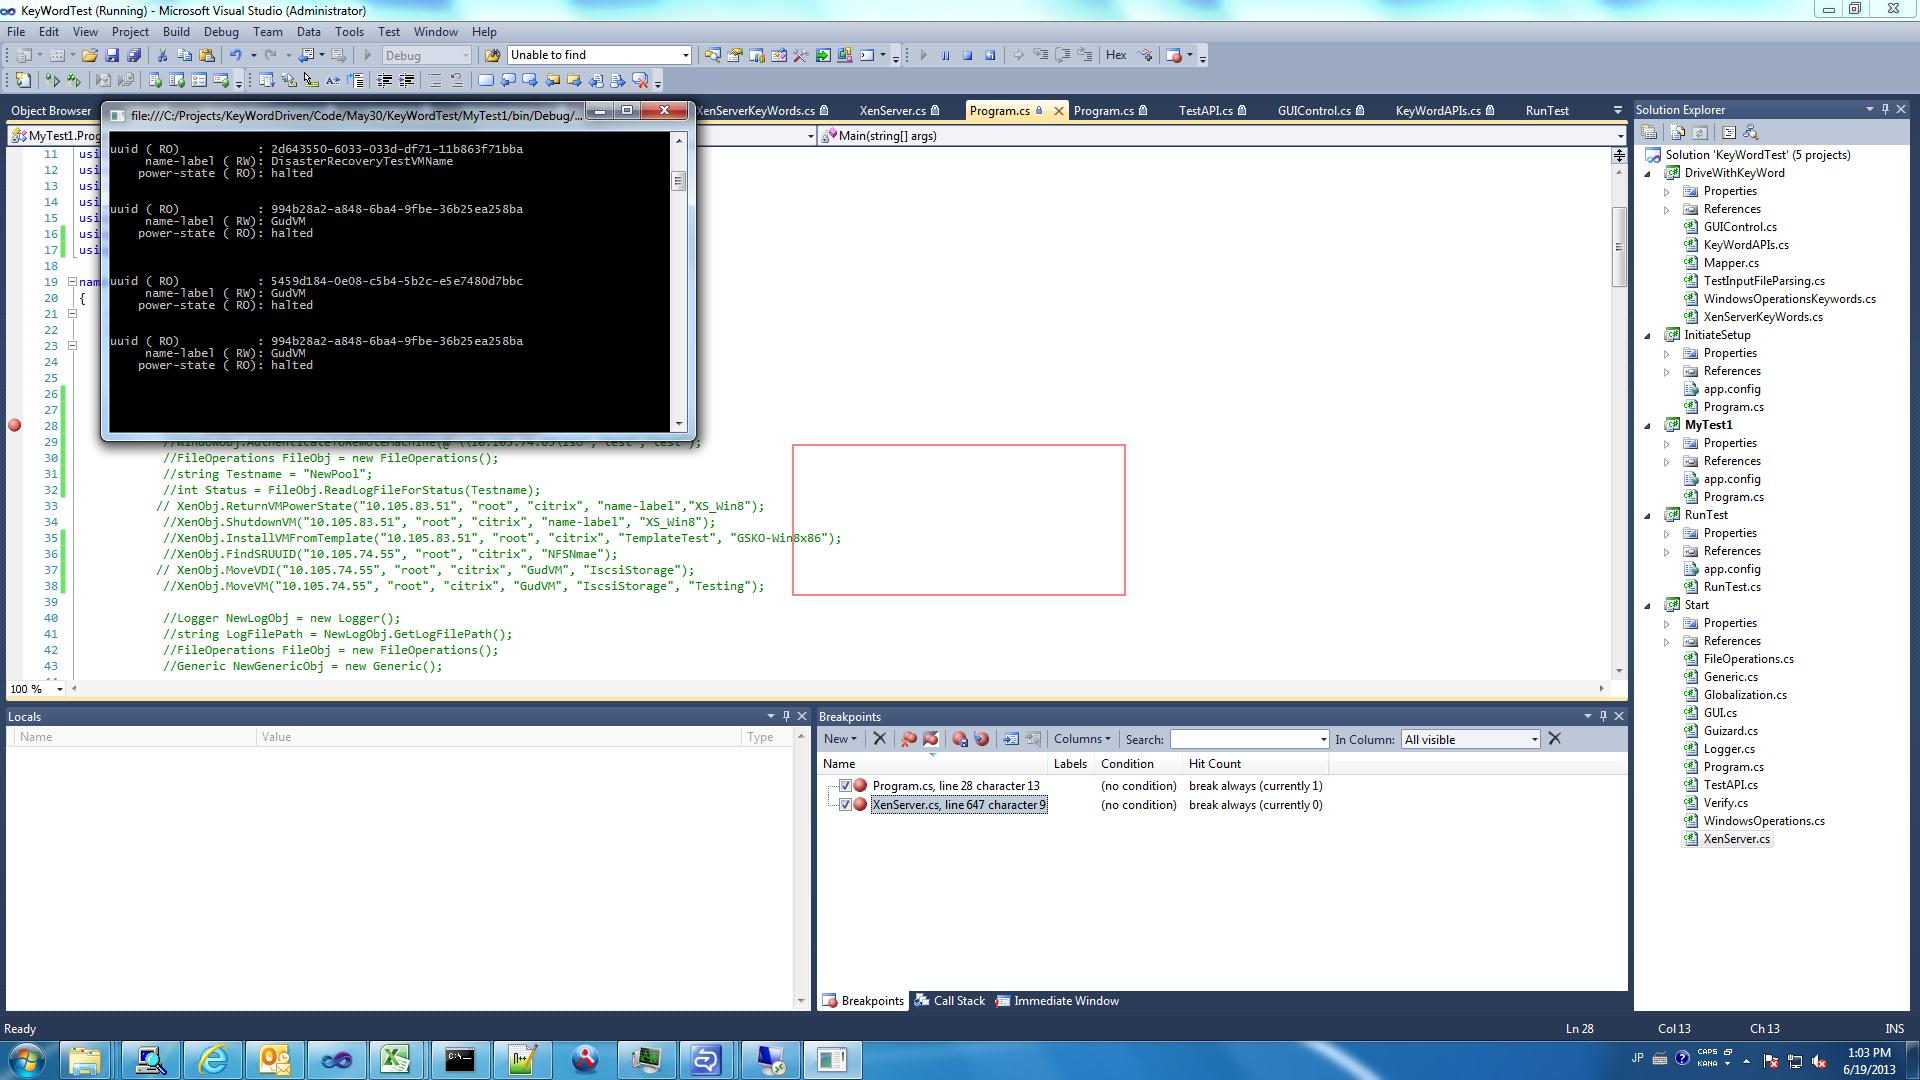 KeyWordTest (Running) - Microsoft Visual Studio (Administrator)
File Edit View Project Build Debug Team Data Tools Test Window Help
Debug Unable to find Hex
Object Browser XenServerKeyWords.cs XenServer.cs Program.cs Program.cs TestAPI.cs GUIControl.cs KeyWordAPIs.cs RunTest
file:///C:/Projects/KeyWordDriven/Code/May30/KeyWordTest/MyTest1/bin/Debug/...
uuid ( RO) : 2d643550-6033-033d-df71-11b863f71bba
name-label ( RW): DisasterRecoveryTestVMName
power-state ( RO): halted
uuid ( RO) : 994b28a2-a848-6ba4-9fbe-36b25ea258ba
name-label ( RW): GudVM
power-state ( RO): halted
uuid ( RO) : 5459d184-0e08-c5b4-5b2c-e5e7480d7bbc
name-label ( RW): GudVM
power-state ( RO): halted
uuid ( RO) : 994b28a2-a848-6ba4-9fbe-36b25ea258ba
name-label ( RW): GudVM
power-state ( RO): halted
MyTest1.Prog Main(string[] args)
11 usi
12 usi
13 usi
14 usi
15 usi
16 usi
17 usi
18
19 nam
20 {
21
22
23
24
25
26
27
28
29
30 //FileOperations FileObj = new FileOperations();
31 //string Testname = "NewPool";
32 //int Status = FileObj.ReadLogFileForStatus(Testname);
33 // XenObj.ReturnVMPowerState("10.105.83.51", "root", "citrix", "name-label","XS_Win8");
34 //XenObj.ShutdownVM("10.105.83.51", "root", "citrix", "name-label", "XS_Win8");
35 //XenObj.InstallVMFromTemplate("10.105.83.51", "root", "citrix", "TemplateTest", "GSKO-Win8x86");
36 //XenObj.FindSRUUID("10.105.74.55", "root", "citrix", "NFSNmae");
37 // XenObj.MoveVDI("10.105.74.55", "root", "citrix", "GudVM", "IscsiStorage");
38 //XenObj.MoveVM("10.105.74.55", "root", "citrix", "GudVM", "IscsiStorage", "Testing");
39
40 //Logger NewLogObj = new Logger();
41 //string LogFilePath = NewLogObj.GetLogFilePath();
42 //FileOperations FileObj = new FileOperations();
43 //Generic NewGenericObj = new Generic();
100 %
Solution Explorer
Solution 'KeyWordTest' (5 projects)
DriveWithKeyWord
Properties
References
GUIControl.cs
KeyWordAPIs.cs
Mapper.cs
TestInputFileParsing.cs
WindowsOperationsKeywords.cs
XenServerKeyWords.cs
InitiateSetup
Properties
References
app.config
Program.cs
MyTest1
Properties
References
app.config
Program.cs
RunTest
Properties
References
app.config
RunTest.cs
Start
Properties
References
FileOperations.cs
Generic.cs
Globalization.cs
GUI.cs
Guizard.cs
Logger.cs
Program.cs
TestAPI.cs
Verify.cs
WindowsOperations.cs
XenServer.cs
Locals
Name Value Type
Breakpoints
New Columns Search: In Column: All visible
Name Labels Condition Hit Count
Program.cs, line 28 character 13 (no condition) break always (currently 1)
XenServer.cs, line 647 character 9 (no condition) break always (currently 0)
Breakpoints Call Stack Immediate Window
Ready Ln 28 Col 13 Ch 13 INS
JP CAPS KANA
1:03 PM
6/19/2013